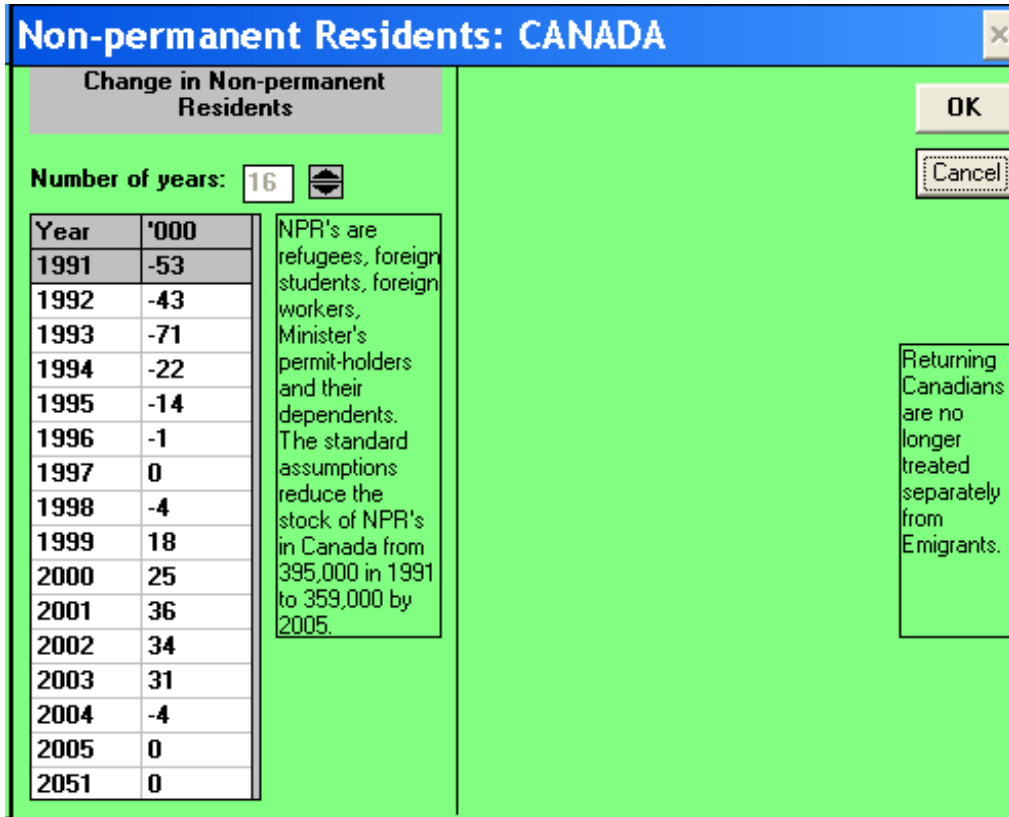 Non-permanent Residents: CANADA
Change in Non-permanent
Residents
OK
Cancel
Number of years: 16
Year '000
1991 -53
1992 -43
1993 -71
1994 -22
1995 -14
1996 -1
1997 0
1998 -4
1999 18
2000 25
2001 36
2002 34
2003 31
2004 -4
2005 0
2051 0
NPR's are
refugees, foreign
students, foreign
workers,
Minister's
permit-holders
and their
dependents.
The standard
assumptions
reduce the
stock of NPR's
in Canada from
395,000 in 1991
to 359,000 by
2005.
Returning
Canadians
are no
longer
treated
separately
from
Emigrants.